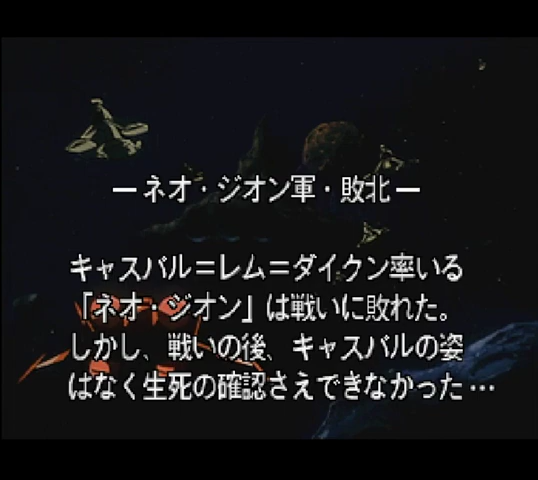 ーネオ・ジオン軍・敗北ー
キャスバル＝レム＝ダイクン率いる
「ネオ・ジオン」は戦いに敗れた。
しかし、戦いの後、キャスバルの姿
はなく生死の確認さえできなかった…